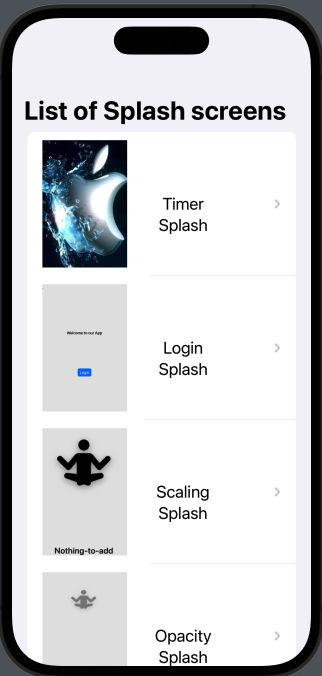 List of Splash screens
Timer
Splash
Welcome to our App
Login
Login
Splash
Nothing-to-add
Scaling
Splash
Opacity
Splash